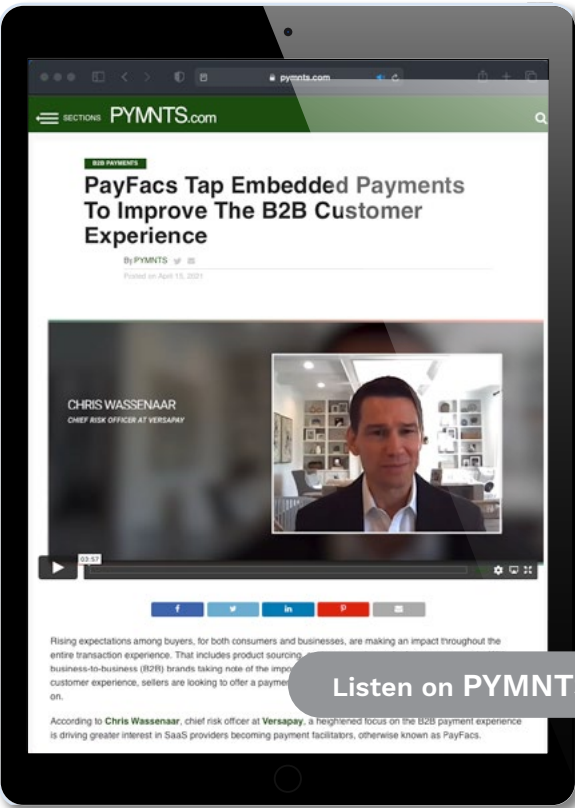 pymnts.com
SECTIONS PYMNTS.com
B2B PAYMENTS
PayFacs Tap Embedded Payments
To Improve The B2B Customer
Experience
By PYMNTS
Posted on April 15, 2021
CHRIS WASSENAAR
CHIEF RISK OFFICER AT VERSAPAY
03:57
Rising expectations among buyers, for both consumers and businesses, are making an impact throughout the
entire transaction experience. That includes product sourcing,
business-to-business (B2B) brands taking note of the
customer experience, sellers are looking to offer a
on.
Listen on PYMNT
According to Chris Wassenaar, chief risk officer at Versapay, a heightened focus on the B2B payment experience
is driving greater interest in SaaS providers becoming payment facilitators, otherwise known as PayFacs.